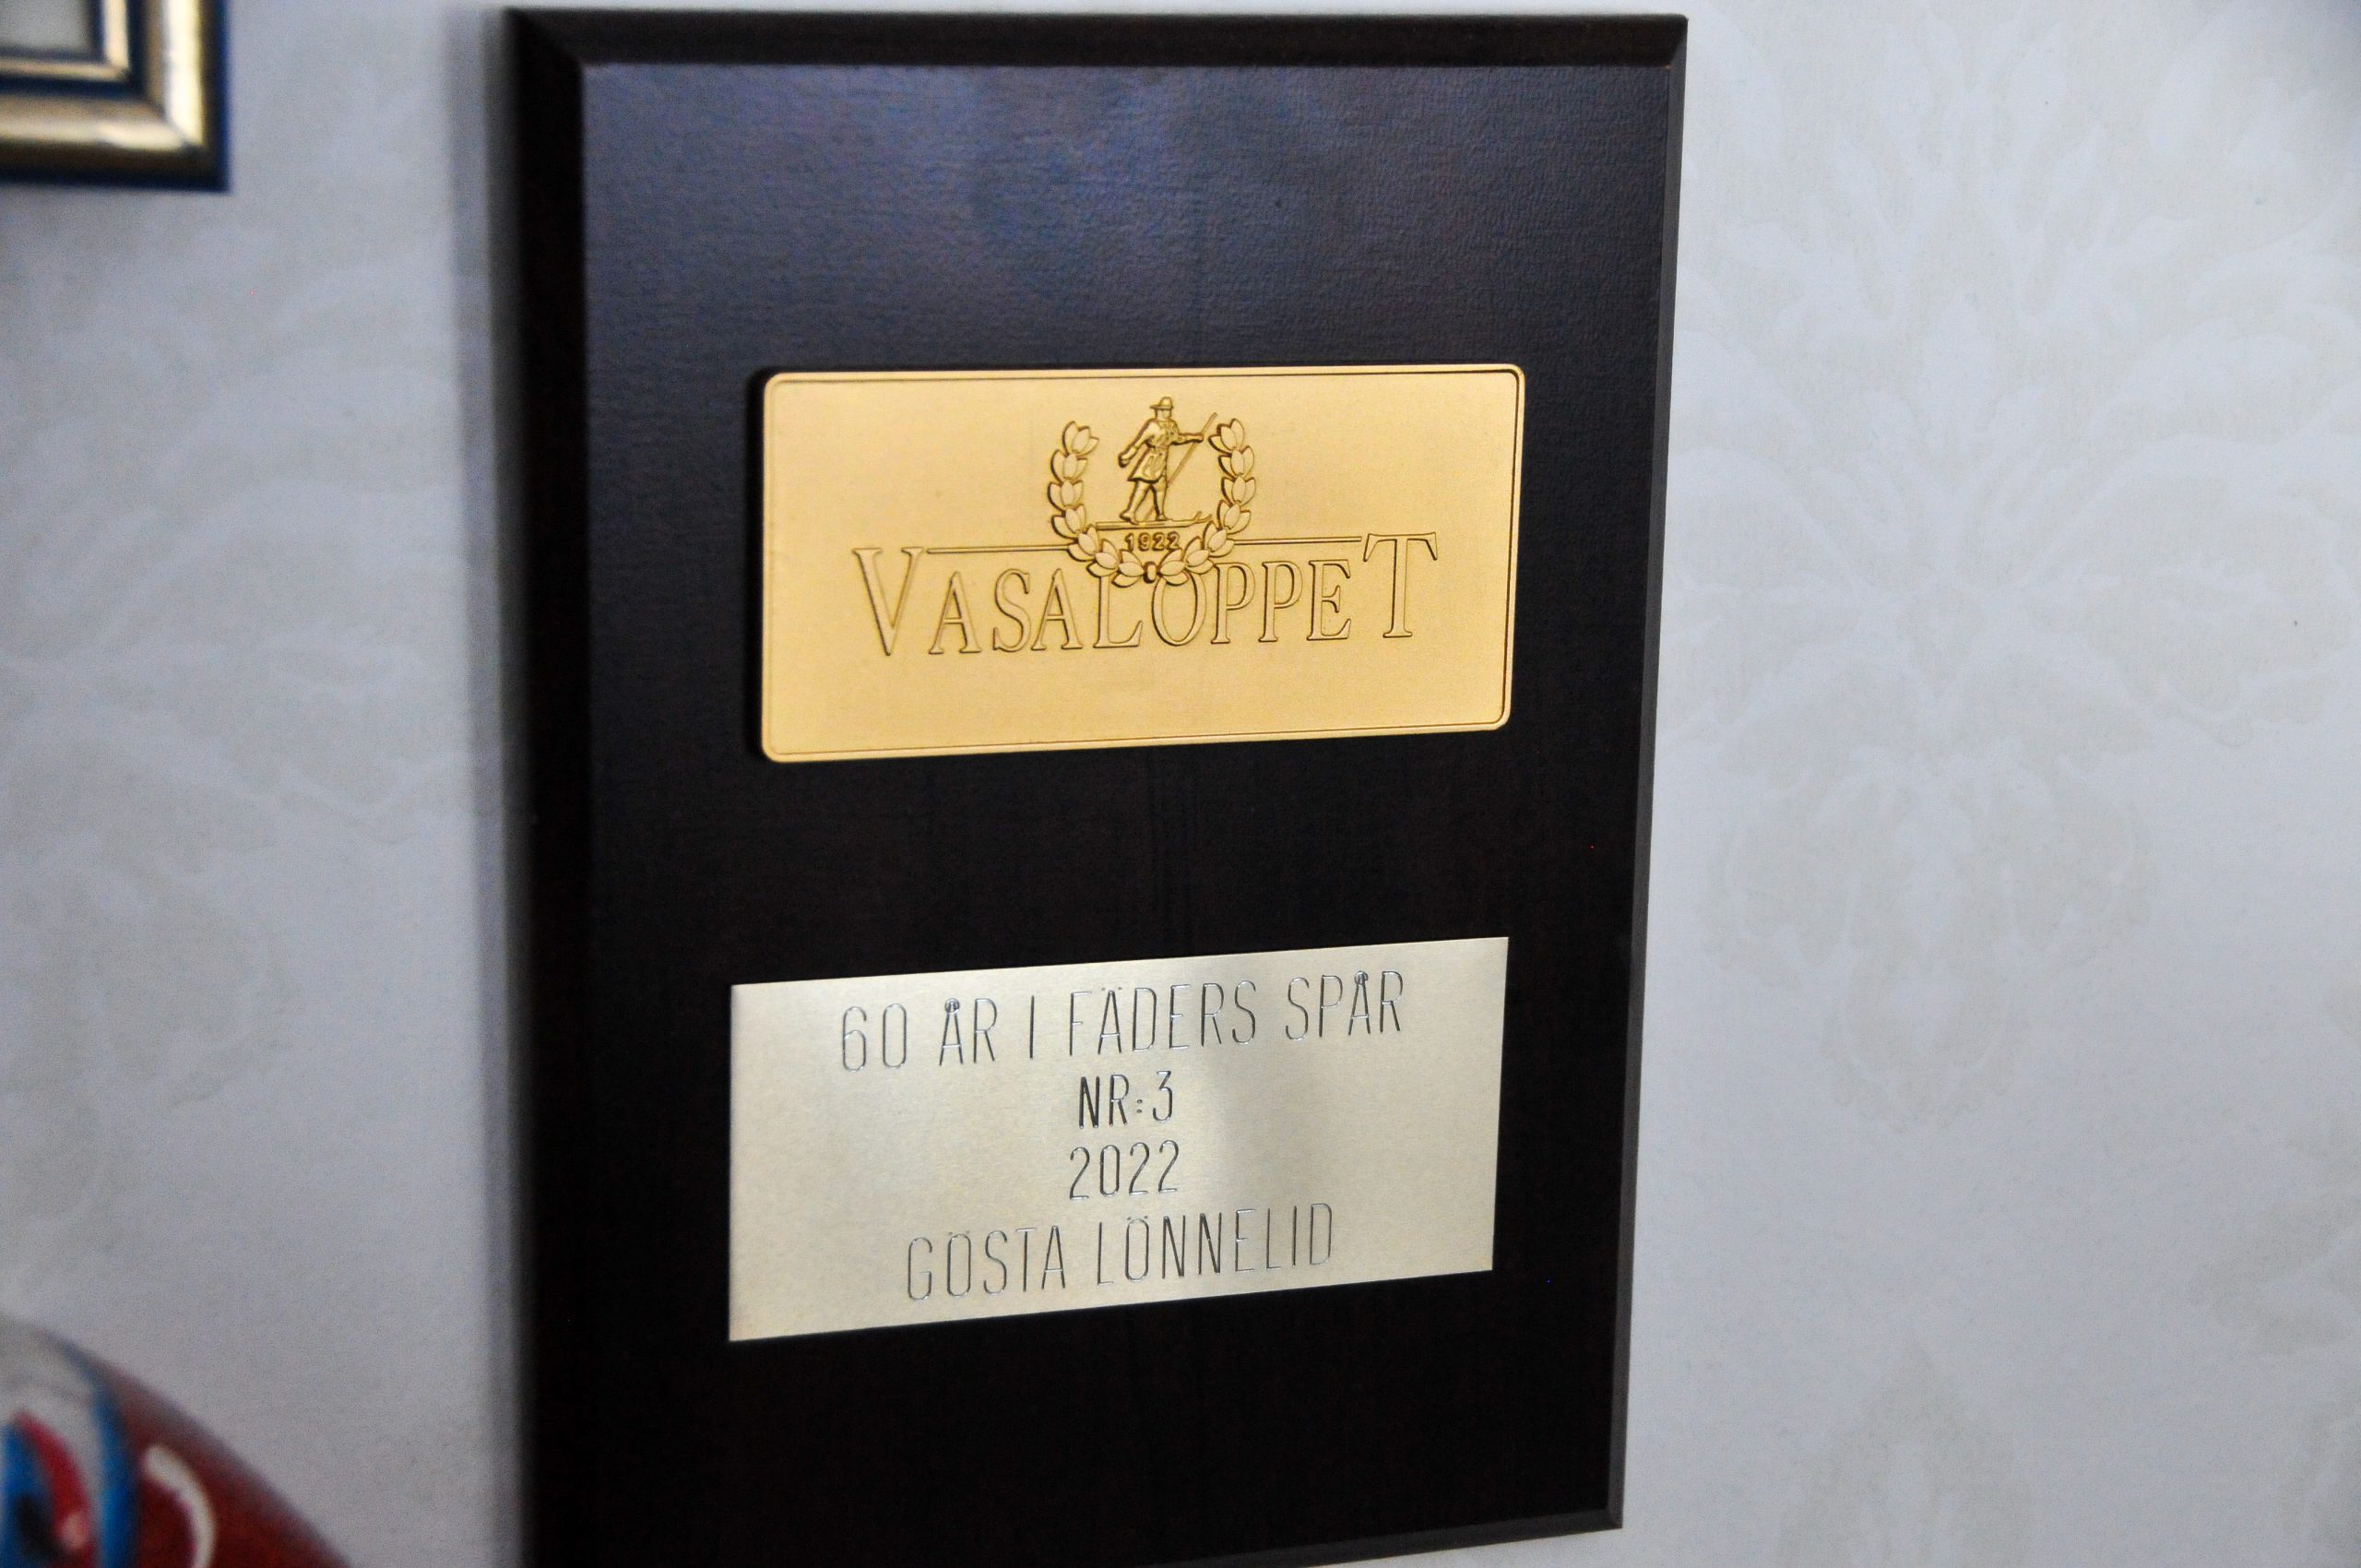 1922
VASALOPPET
60 ÅR I FÄDERS SPÅR
NR:3
2022
GÖSTA LÖNNELID